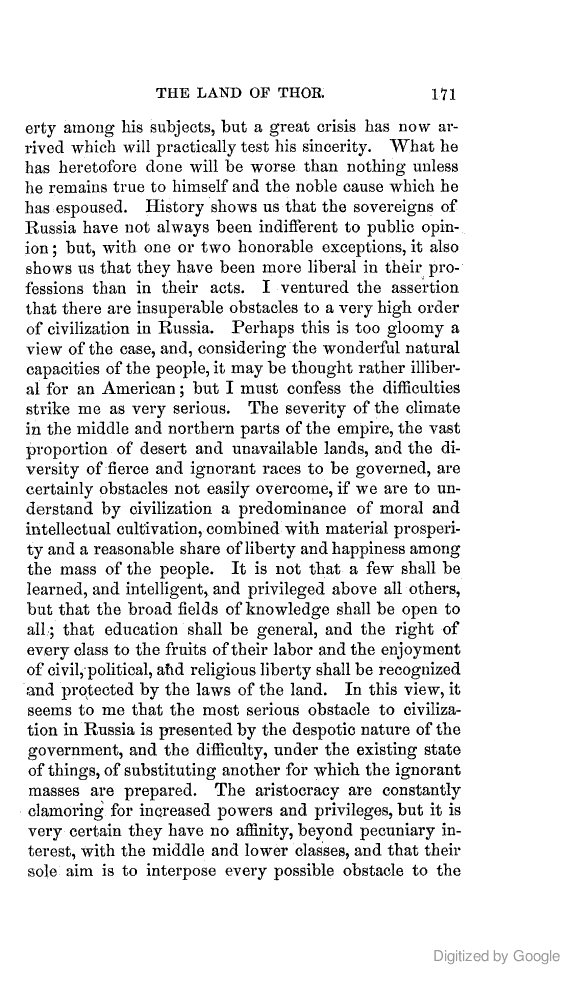 THE LAND OF THOR. 171
erty among his subjects, but a great crisis has now ar-
rived which will practically test his sincerity. What he
has heretofore done will be worse than nothing unless
he remains true to himself and the noble cause which he
has espoused. History shows us that the sovereigns of
Russia have not always been indifferent to public opin-
ion; but, with one or two honorable exceptions, it also
shows us that they have been more liberal in their pro-
fessions than in their acts. I ventured the assertion
that there are insuperable obstacles to a very high order
of civilization in Russia. Perhaps this is too gloomy a
view of the case, and, considering the wonderful natural
capacities of the people, it may be thought rather illiber-
al for an American; but I must confess the difficulties
strike me as very serious. The severity of the climate
in the middle and northern parts of the empire, the vast
proportion of desert and unavailable lands, and the di-
versity of fierce and ignorant races to be governed, are
certainly obstacles not easily overcome, if we are to un-
derstand by civilization a predominance of moral and
intellectual cultivation, combined with material prosperi-
ty and a reasonable share of liberty and happiness among
the mass of the people. It is not that a few shall be
learned, and intelligent, and privileged above all others,
but that the broad fields of knowledge shall be open to
all; that education shall be general, and the right of
every class to the fruits of their labor and the enjoyment
of civil, political, and religious liberty shall be recognized
and protected by the laws of the land. In this view, it
seems to me that the most serious obstacle to civiliza-
tion in Russia is presented by the despotic nature of the
government, and the difficulty, under the existing state
of things, of substituting another for which the ignorant
masses are prepared. The aristocracy are constantly
clamoring for increased powers and privileges, but it is
very certain they have no affinity, beyond pecuniary in-
terest, with the middle and lower classes, and that their
sole aim is to interpose every possible obstacle to the
Digitized by Google